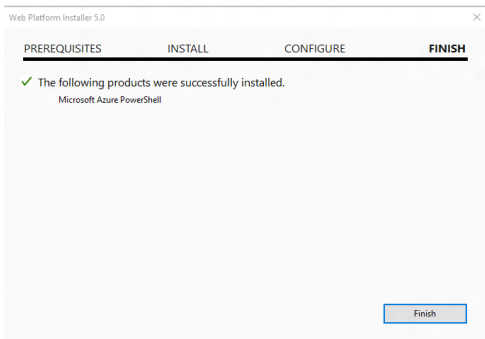 Web Platform Installer 5.0
PREREQUISITES INSTALL CONFIGURE FINISH
The following products were successfully installed.
Microsoft Azure PowerShell
Finish